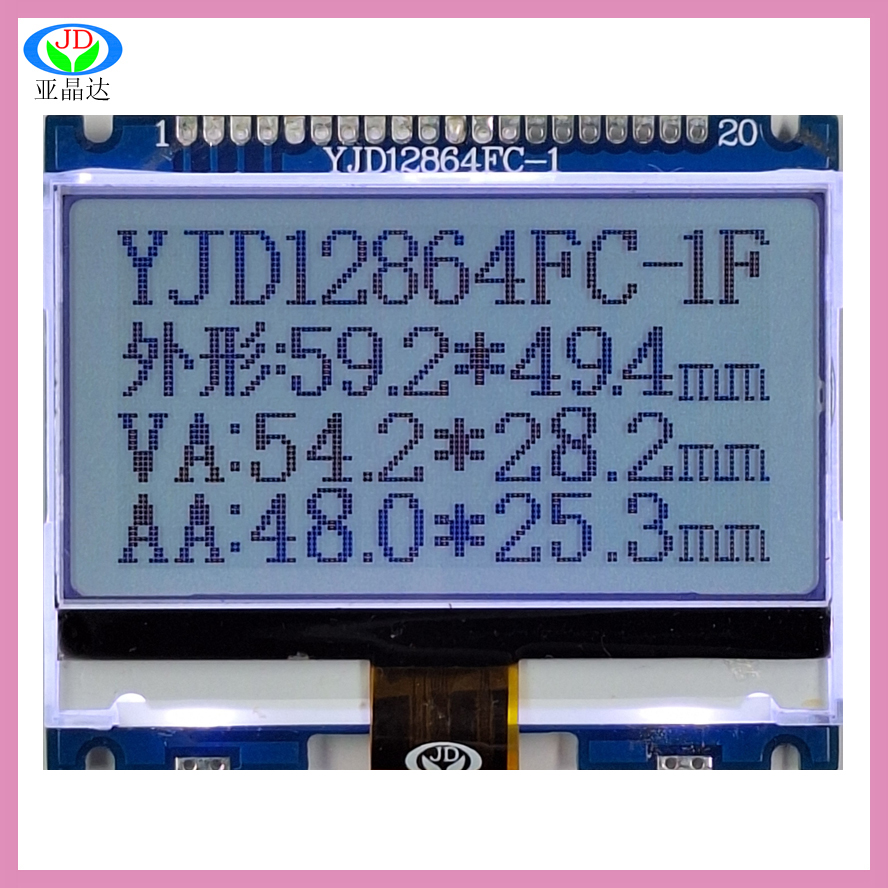 JD
亚晶达
1 20
YJD12864FC-1
YJD12864FC-1F
外形:59.2*49.4mm
VA:54.2*28.2mm
AA:48.0*25.3mm
JD